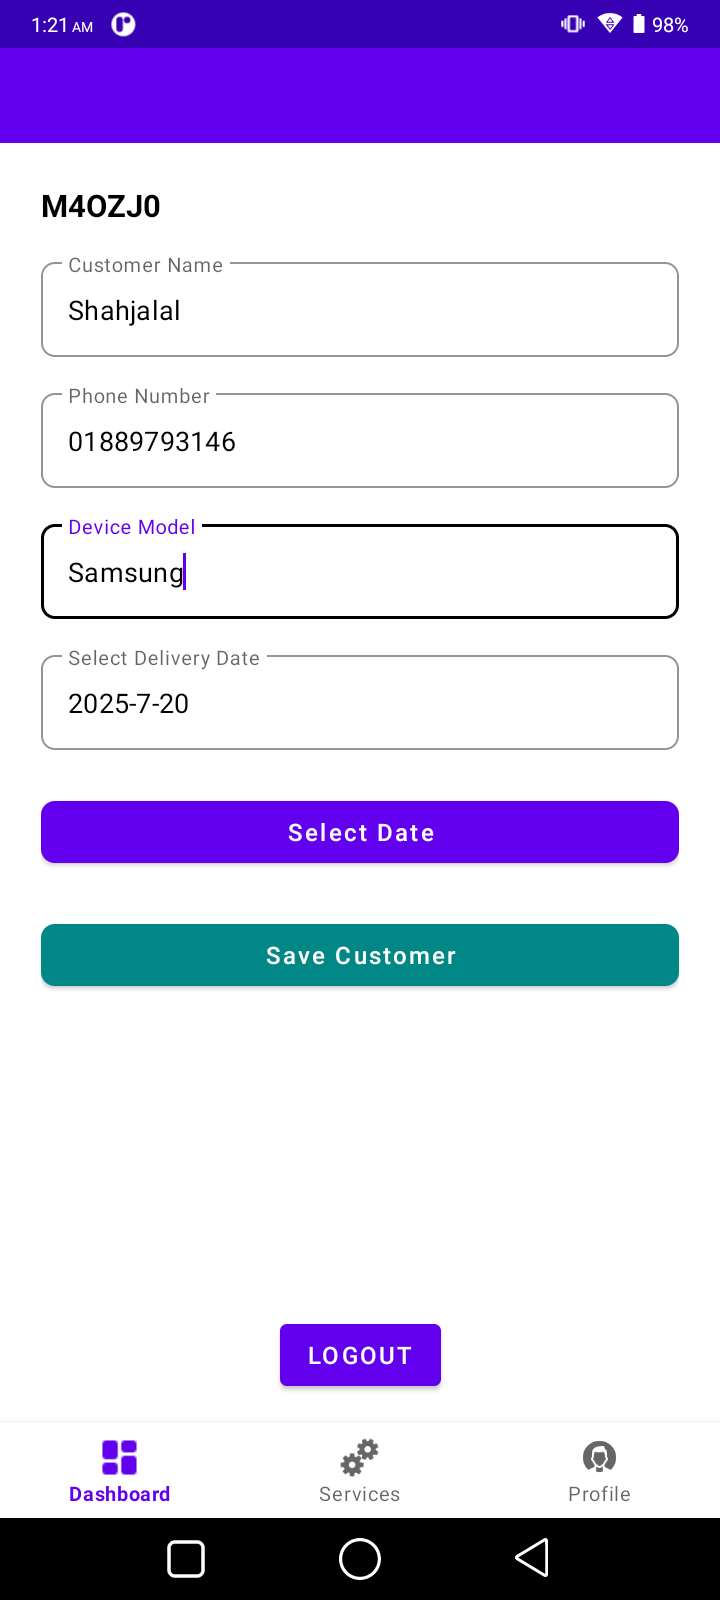 1:21 AM 98%
M4OZJ0
Customer Name
Shahjalal
Phone Number
01889793146
Device Model
Samsung
Select Delivery Date
2025-7-20
Select Date
Save Customer
LOGOUT
Dashboard Services Profile